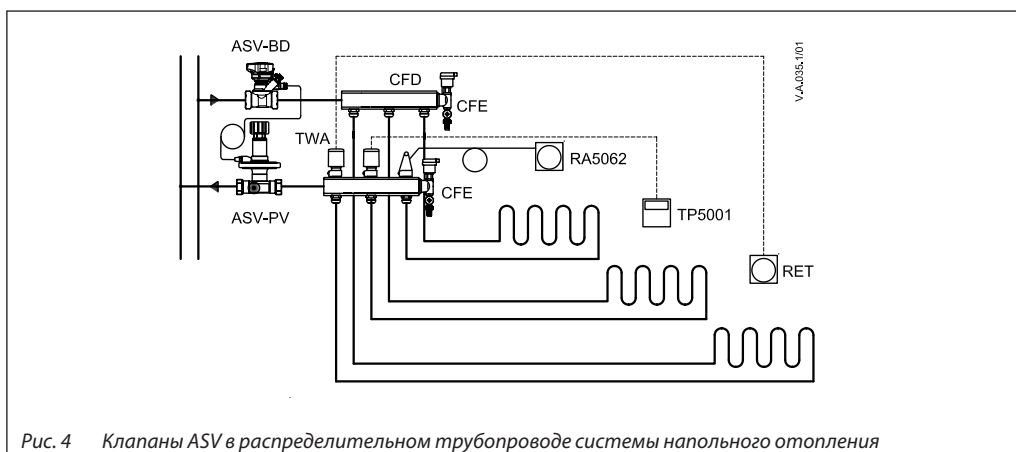 ASV-BD
CFD
CFE
V.A.035.1/01
TWA
RA5062
CFE
ASV-PV
TP5001
RET
Рис. 4 Клапаны ASV в распределительном трубопроводе системы напольного отопления